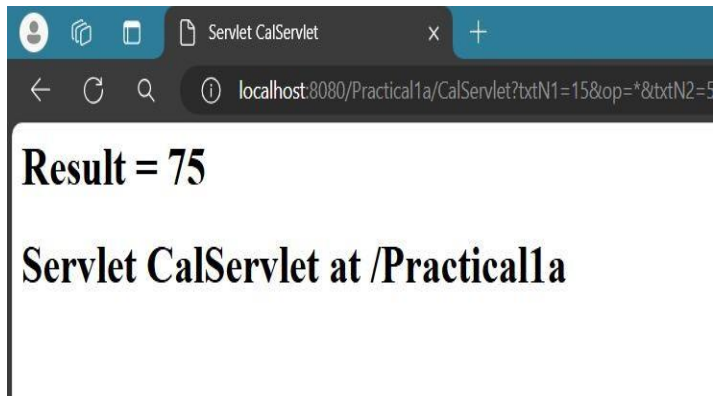 Servlet CalServlet
localhost:8080/Practical1a/CalServlet?txtN1=15&op=*&txtN2=5
Result = 75
Servlet CalServlet at /Practical1a